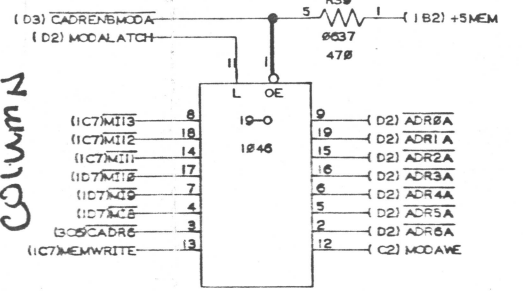 R39
(D3) CADRENBMODA 5 1 (1B2) +5MEM
(D2) MODALATCH 0637
470
11 1
L OE
COlUMN
(1C7)MI13 8 19-0 9 (D2) ADR0A
(1C7)MI12 18 19 (D2) ADR1A
(1C7)MI11 14 1046 15 (D2) ADR2A
(1D7)MI10 17 16 (D2) ADR3A
(1D7)MI9 7 6 (D2) ADR4A
(1D7)MI8 4 5 (D2) ADR5A
(3C5)CADR6 3 2 (D2) ADR6A
(1C7)MEMWRITE 13 12 (C2) MODAWE